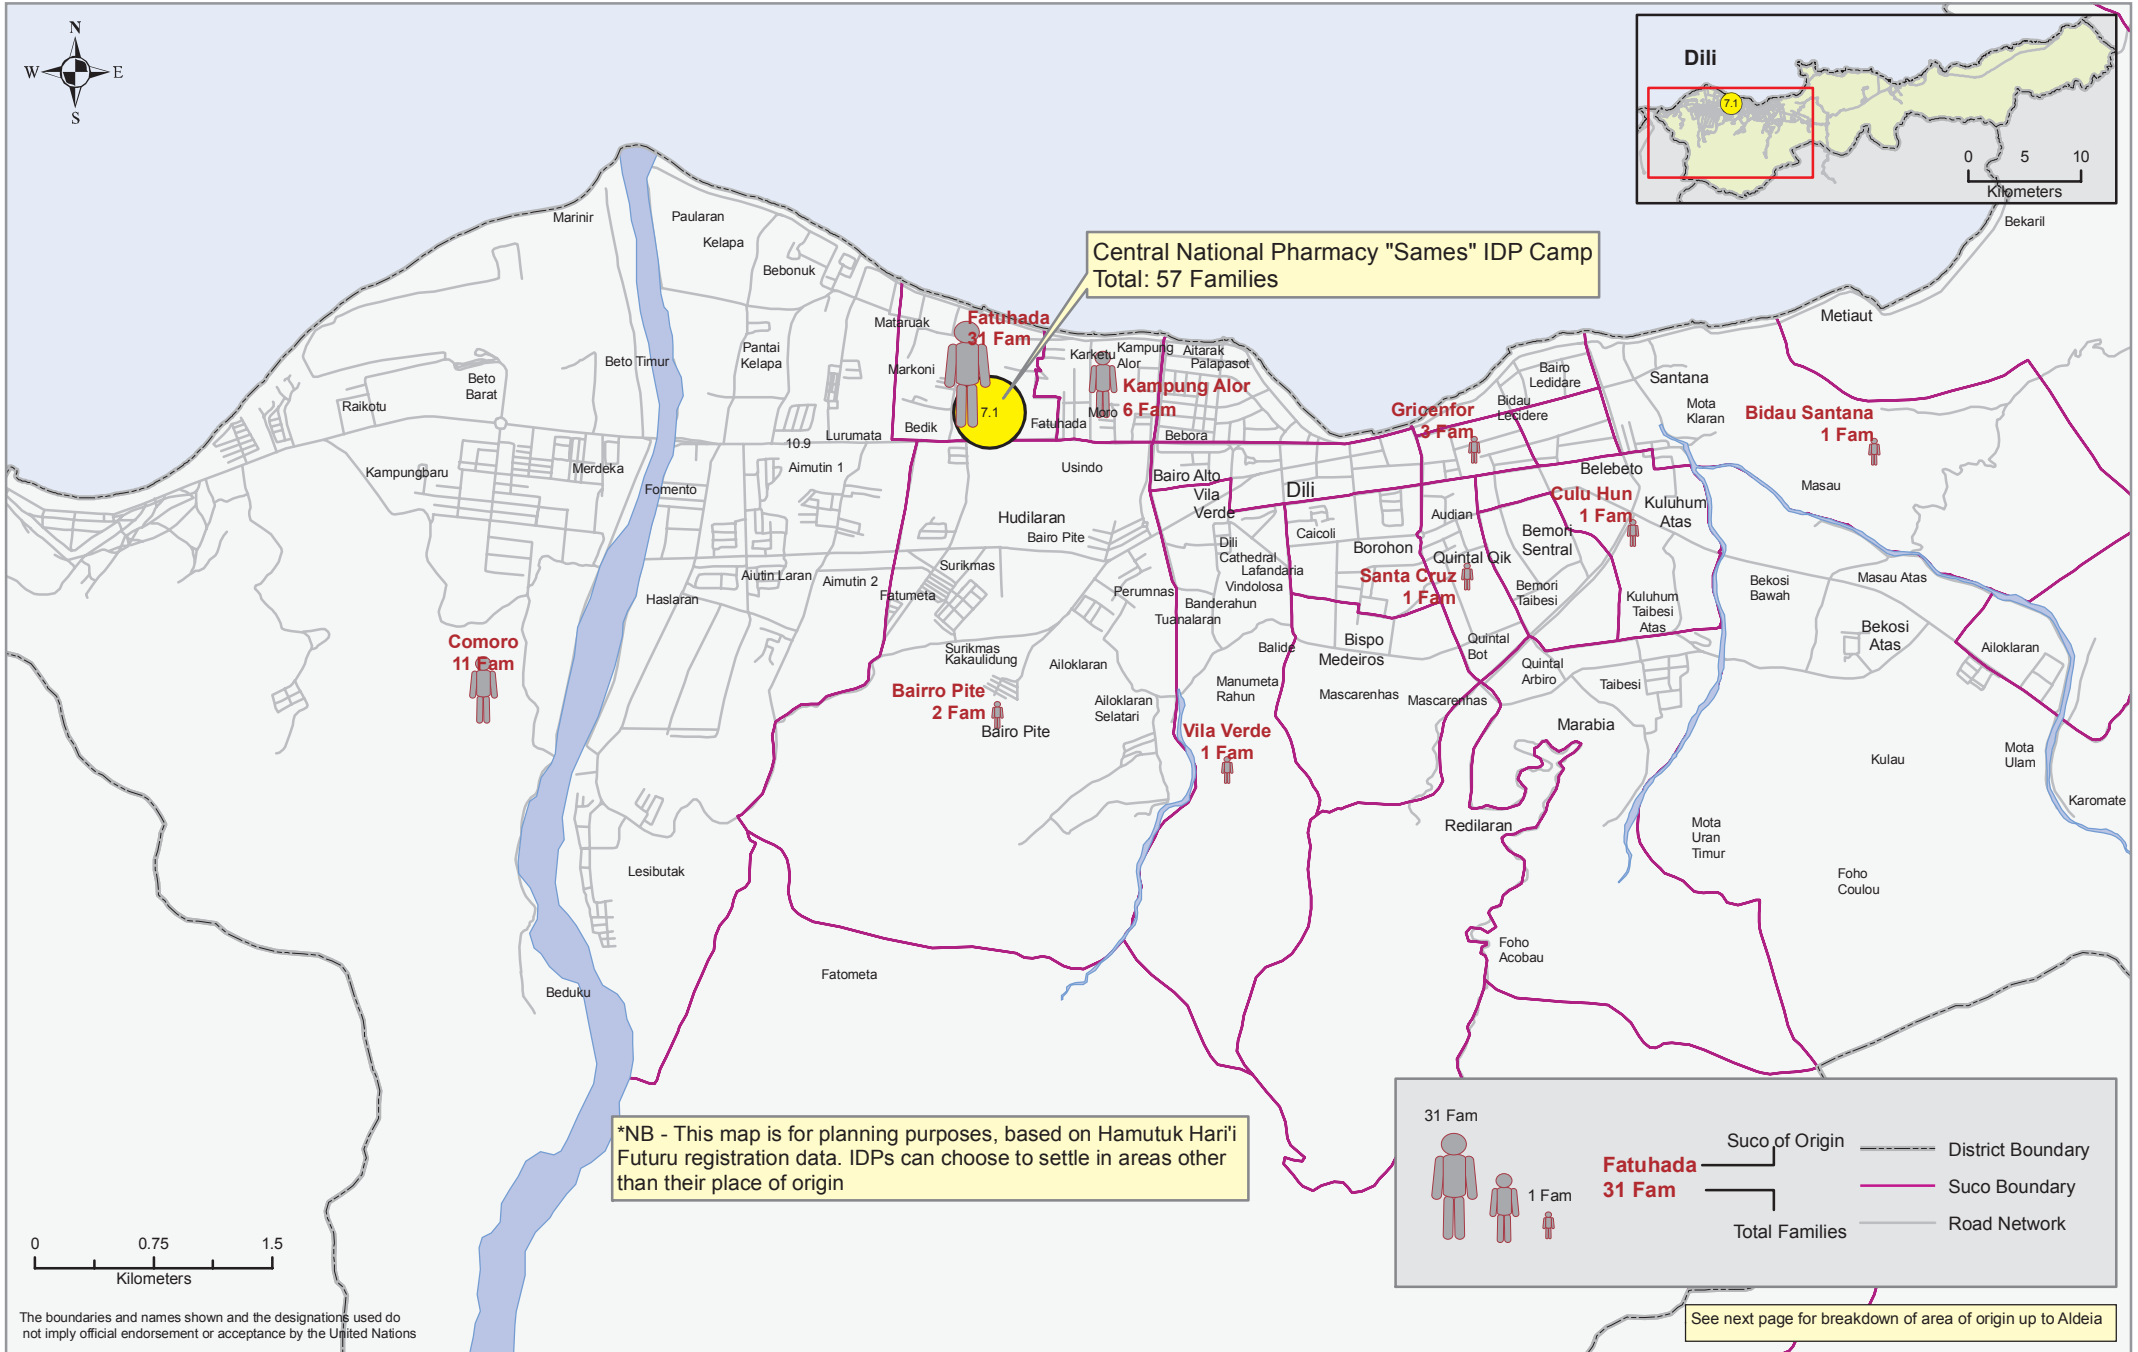 N
W
E
S
Dili
7.1
0 5 10
Kilometers
Bekaril
Marinir
Paularan
Kelapa
Bebonuk
Central National Pharmacy "Sames" IDP Camp
Total: 57 Families
Metiaut
Mataruak
Fatuhada
31 Fam
Pantai
Kelapa
Beto Timur
Beto
Barat
Raikotu
Markoni
Karketu
Kampung
Alor
Aitarak
Palapasot
Kampung Alor
6 Fam
Moro
Fatuhada
7.1
Bedik
Lurumata
10.9
Bebora
Bairo
Ledidare
Bidau
Lecidere
Gricenfor
3 Fam
Santana
Mota
Klaran
Bidau Santana
1 Fam
Kampungbaru
Merdeka
Aimutin 1
Fomento
Usindo
Bairo Alto
Vila
Verde
Dili
Belebeto
Culu Hun
1 Fam
Kuluhum
Atas
Masau
Hudilaran
Bairo Pite
Audian
Caicoli
Borohon
Bemori
Sentral
Quintal Qik
Dili
Cathedral
Lafandaria
Vindolosa
Santa Cruz
1 Fam
Surikmas
Aiutin Laran
Aimutin 2
Fatumeta
Haslaran
Perumnas
Banderahun
Tuanalaran
Bemori
Taibesi
Kuluhum
Taibesi
Atas
Bekosi
Bawah
Masau Atas
Bekosi
Atas
Ailoklaran
Comoro
11 Fam
Surikmas
Kakaulidung
Ailoklaran
Balide
Bispo
Medeiros
Quintal
Bot
Quintal
Arbiro
Taibesi
Bairro Pite
2 Fam
Bairo Pite
Ailoklaran
Selatari
Manumeta
Rahun
Mascarenhas
Mascarenhas
Marabia
Vila Verde
1 Fam
Kulau
Mota
Ulam
Karomate
Redilaran
Mota
Uran
Timur
Lesibutak
Foho
Coulou
Foho
Acobau
Fatometa
Beduku
*NB - This map is for planning purposes, based on Hamutuk Hari'i
Futuru registration data. IDPs can choose to settle in areas other
than their place of origin
31 Fam
1 Fam
Suco of Origin
Fatuhada
31 Fam
Total Families
District Boundary
Suco Boundary
Road Network
0 0.75 1.5
Kilometers
The boundaries and names shown and the designations used do
not imply official endorsement or acceptance by the United Nations
See next page for breakdown of area of origin up to Aldeia